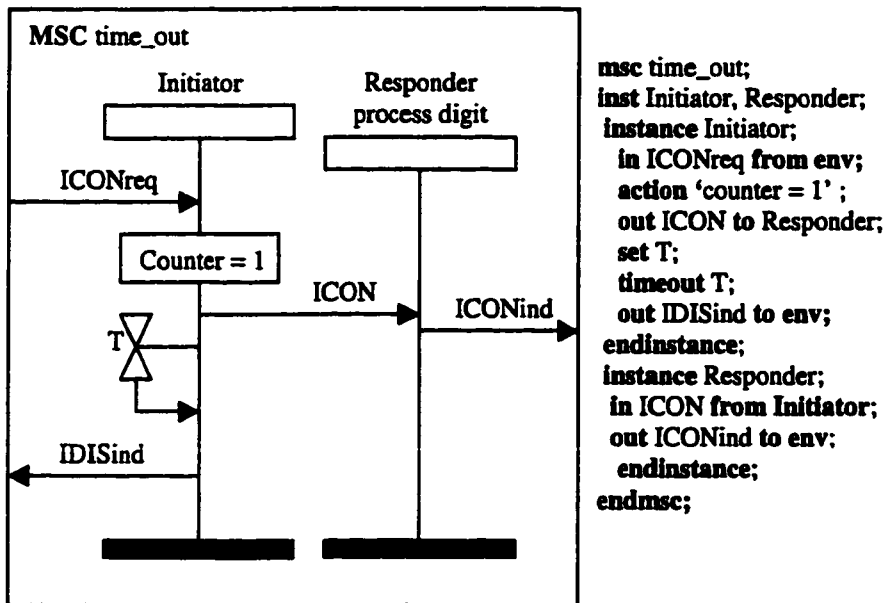 MSC time_out
Initiator
Responder
process digit
ICONreq
Counter = 1
ICON
ICONind
T
IDISind
msc time_out;
inst Initiator, Responder;
instance Initiator;
in ICONreq from env;
action ‘counter = 1’ ;
out ICON to Responder;
set T;
timeout T;
out IDISind to env;
endinstance;
instance Responder;
in ICON from Initiator;
out ICONind to env;
endinstance;
endmsc;